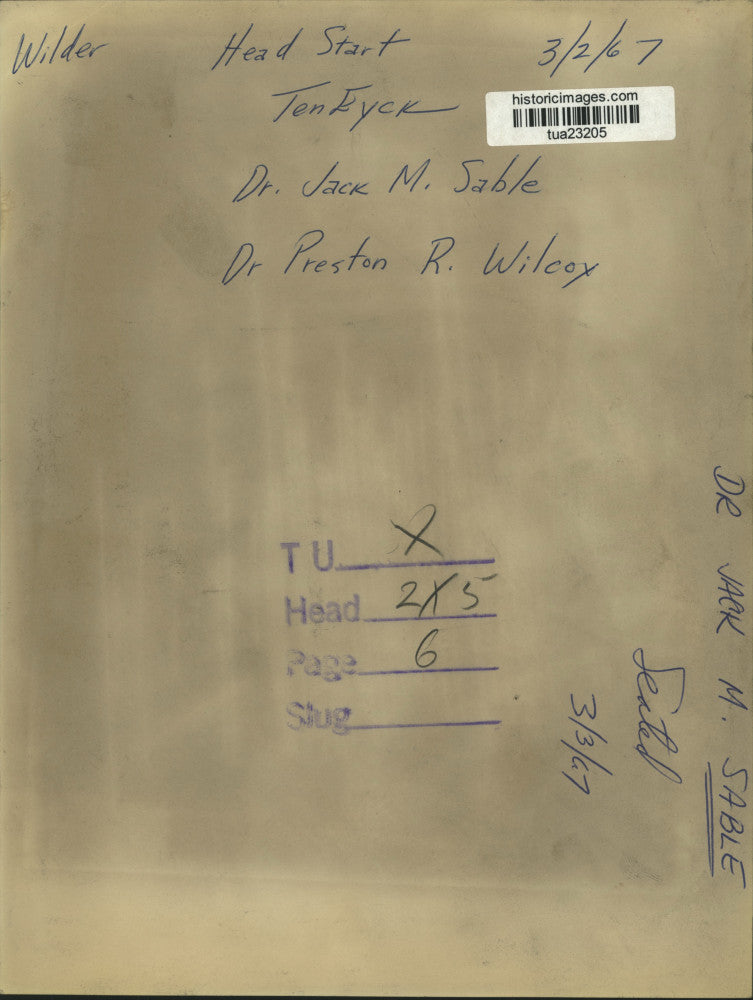 Wilder Head Start 3/2/67
TenEyck
historicimages.com
tua23205
Dr. Jack M. Sable
Dr Preston R. Wilcox
T U X
Head 2X5
Page 6
Slug
DR JACK M. SABLE
Seated
3/3/67